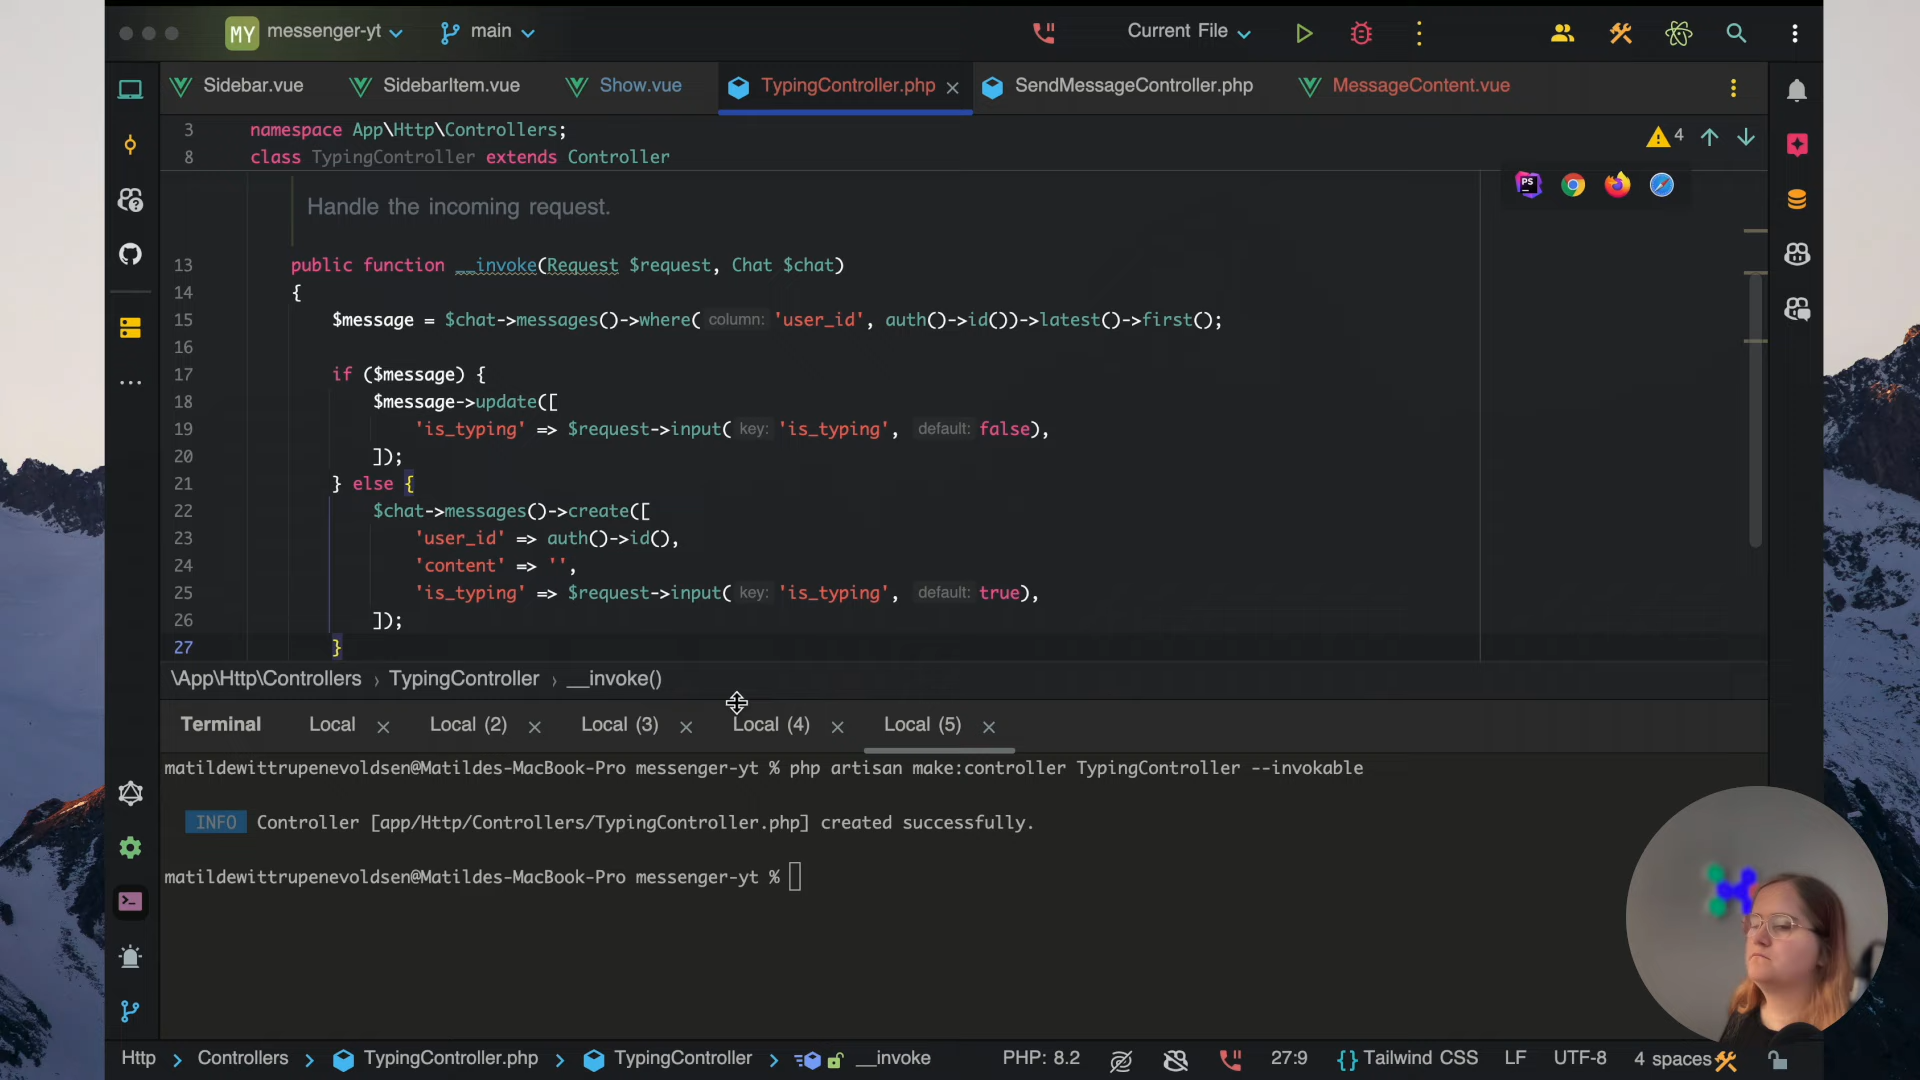 MY messenger-yt main Current File
Sidebar.vue SidebarItem.vue Show.vue TypingController.php SendMessageController.php MessageContent.vue
3 namespace App\Http\Controllers;
4
8 class TypingController extends Controller
PS
Handle the incoming request.
13 public function __invoke(Request $request, Chat $chat)
14 {
15 $message = $chat->messages()->where( column: 'user_id', auth()->id())->latest()->first();
16
17 if ($message) {
18 $message->update([
19 'is_typing' => $request->input( key: 'is_typing', default: false),
20 ]);
21 } else {
22 $chat->messages()->create([
23 'user_id' => auth()->id(),
24 'content' => '',
25 'is_typing' => $request->input( key: 'is_typing', default: true),
26 ]);
27 }
\App\Http\Controllers › TypingController › __invoke()
Terminal Local Local (2) Local (3) Local (4) Local (5)
matildewittrupenevoldsen@Matildes-MacBook-Pro messenger-yt % php artisan make:controller TypingController --invokable
INFO Controller [app/Http/Controllers/TypingController.php] created successfully.
matildewittrupenevoldsen@Matildes-MacBook-Pro messenger-yt %
Http › Controllers › TypingController.php › TypingController › __invoke PHP: 8.2 27:9 {} Tailwind CSS LF UTF-8 4 spaces